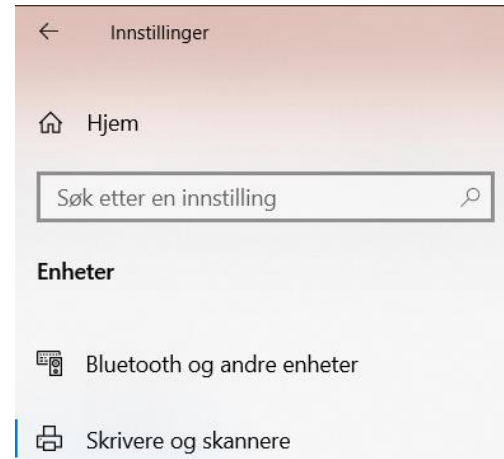 Innstillinger
Hjem
Søk etter en innstilling
Enheter
Bluetooth og andre enheter
Skrivere og skannere